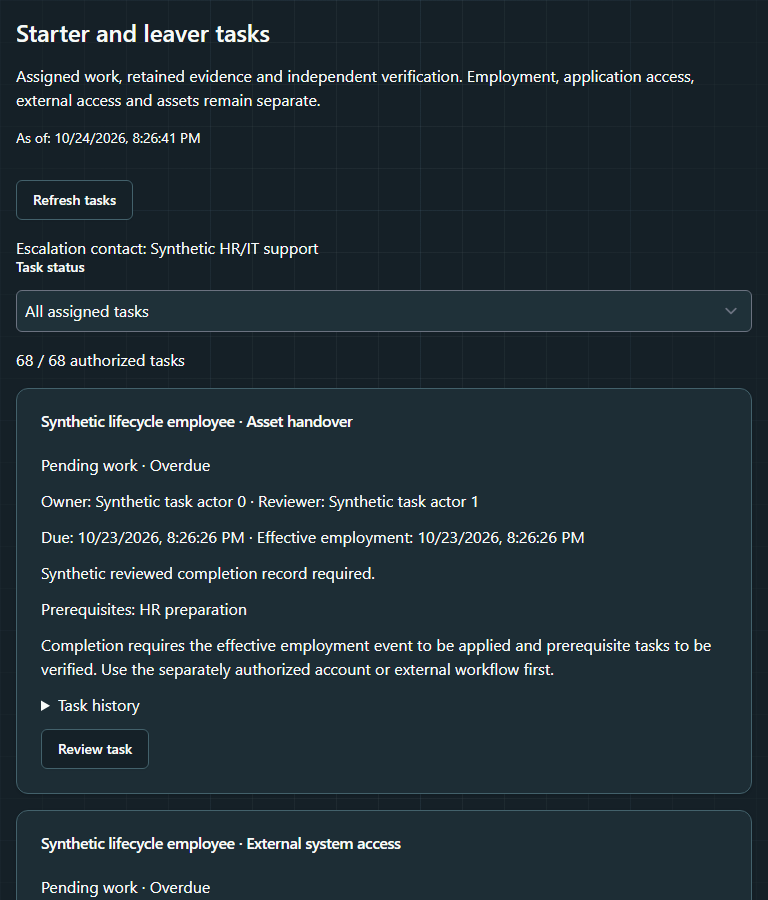 Starter and leaver tasks
Assigned work, retained evidence and independent verification. Employment, application access,
external access and assets remain separate.
As of: 10/24/2026, 8:26:41 PM
Refresh tasks
Escalation contact: Synthetic HR/IT support
Task status
All assigned tasks
68 / 68 authorized tasks
Synthetic lifecycle employee · Asset handover
Pending work · Overdue
Owner: Synthetic task actor 0 · Reviewer: Synthetic task actor 1
Due: 10/23/2026, 8:26:26 PM · Effective employment: 10/23/2026, 8:26:26 PM
Synthetic reviewed completion record required.
Prerequisites: HR preparation
Completion requires the effective employment event to be applied and prerequisite tasks to be
verified. Use the separately authorized account or external workflow first.
Task history
Review task
Synthetic lifecycle employee · External system access
Pending work · Overdue